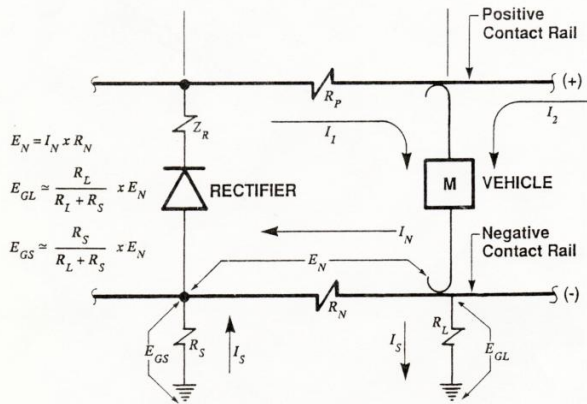 Positive
Contact Rail
(+)
R_P
Z_R
I_1
I_2
E_N = I_N x R_N
E_GL ≃ R_L / (R_L + R_S) x E_N
RECTIFIER
M
VEHICLE
E_GS ≃ R_S / (R_L + R_S) x E_N
I_N
Negative
Contact Rail
E_N
(-)
R_N
E_GS
R_S
I_S
I_S
R_L
E_GL